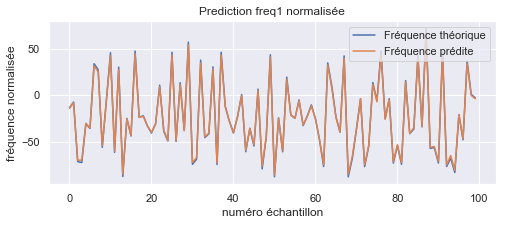 Prediction freq1 normalisée
Fréquence théorique
Fréquence prédite
fréquence normalisée
50
0
−50
0
20
40
60
80
100
numéro échantillon